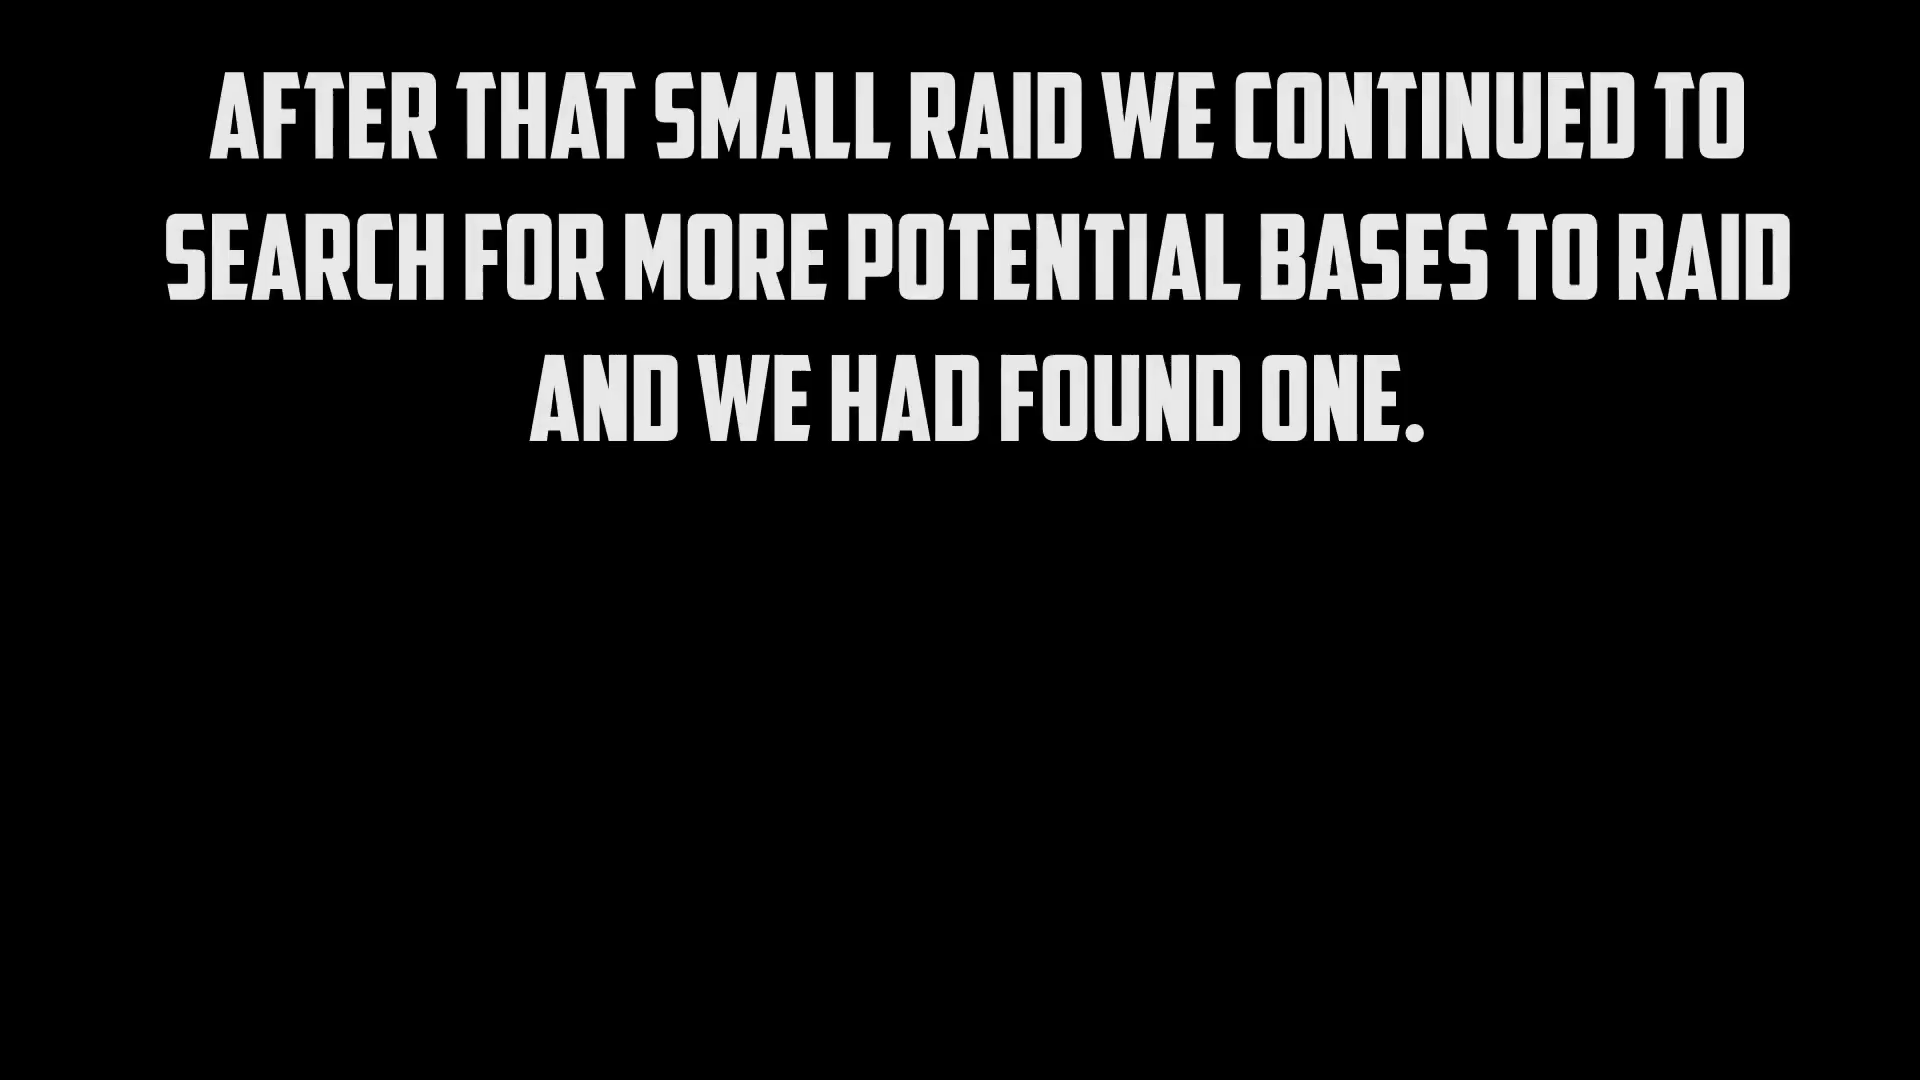 AFTER THAT SMALL RAID WE CONTINUED TO
SEARCH FOR MORE POTENTIAL BASES TO RAID
AND WE HAD FOUND ONE.